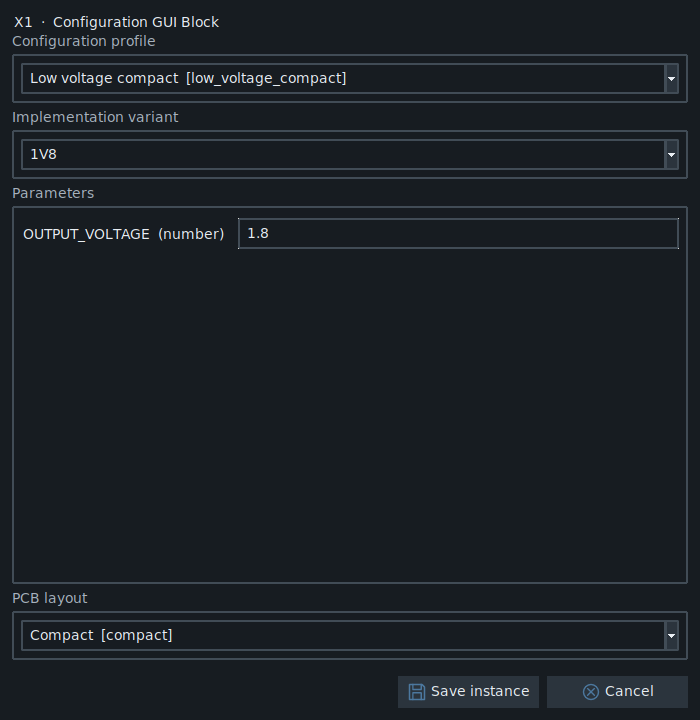 X1 · Configuration GUI Block
Configuration profile
Low voltage compact [low_voltage_compact]
Implementation variant
1V8
Parameters
OUTPUT_VOLTAGE (number) 1.8
PCB layout
Compact [compact]
Save instance Cancel